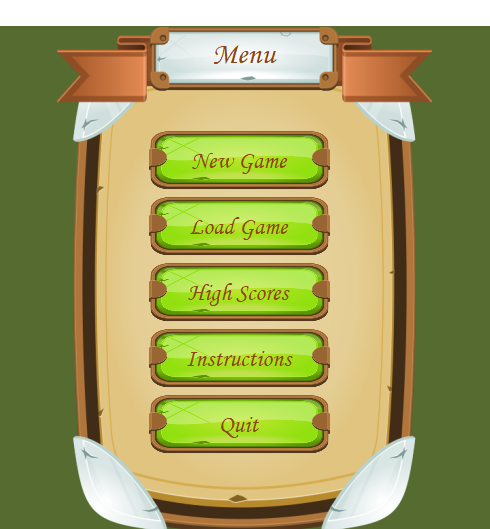 Menu
New Game
Load Game
High Scores
Instructions
Quit